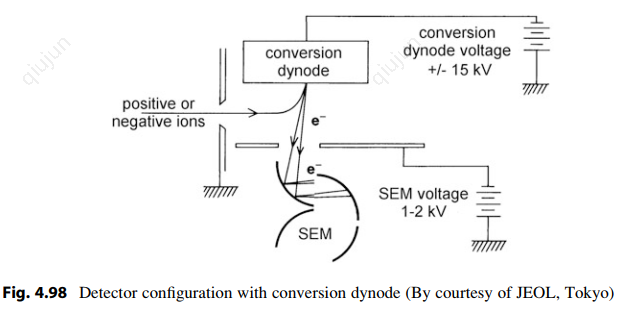 conversion
dynode
conversion
dynode voltage
+/- 15 kV
positive or
negative ions
e-
e-
SEM voltage
1-2 kV
SEM
Fig. 4.98 Detector configuration with conversion dynode (By courtesy of JEOL, Tokyo)
qiujun
qiujun